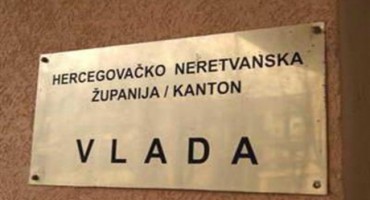 HERCEGOVAČKO NERETVANSKA
ŽUPANIJA / KANTON
VLADA